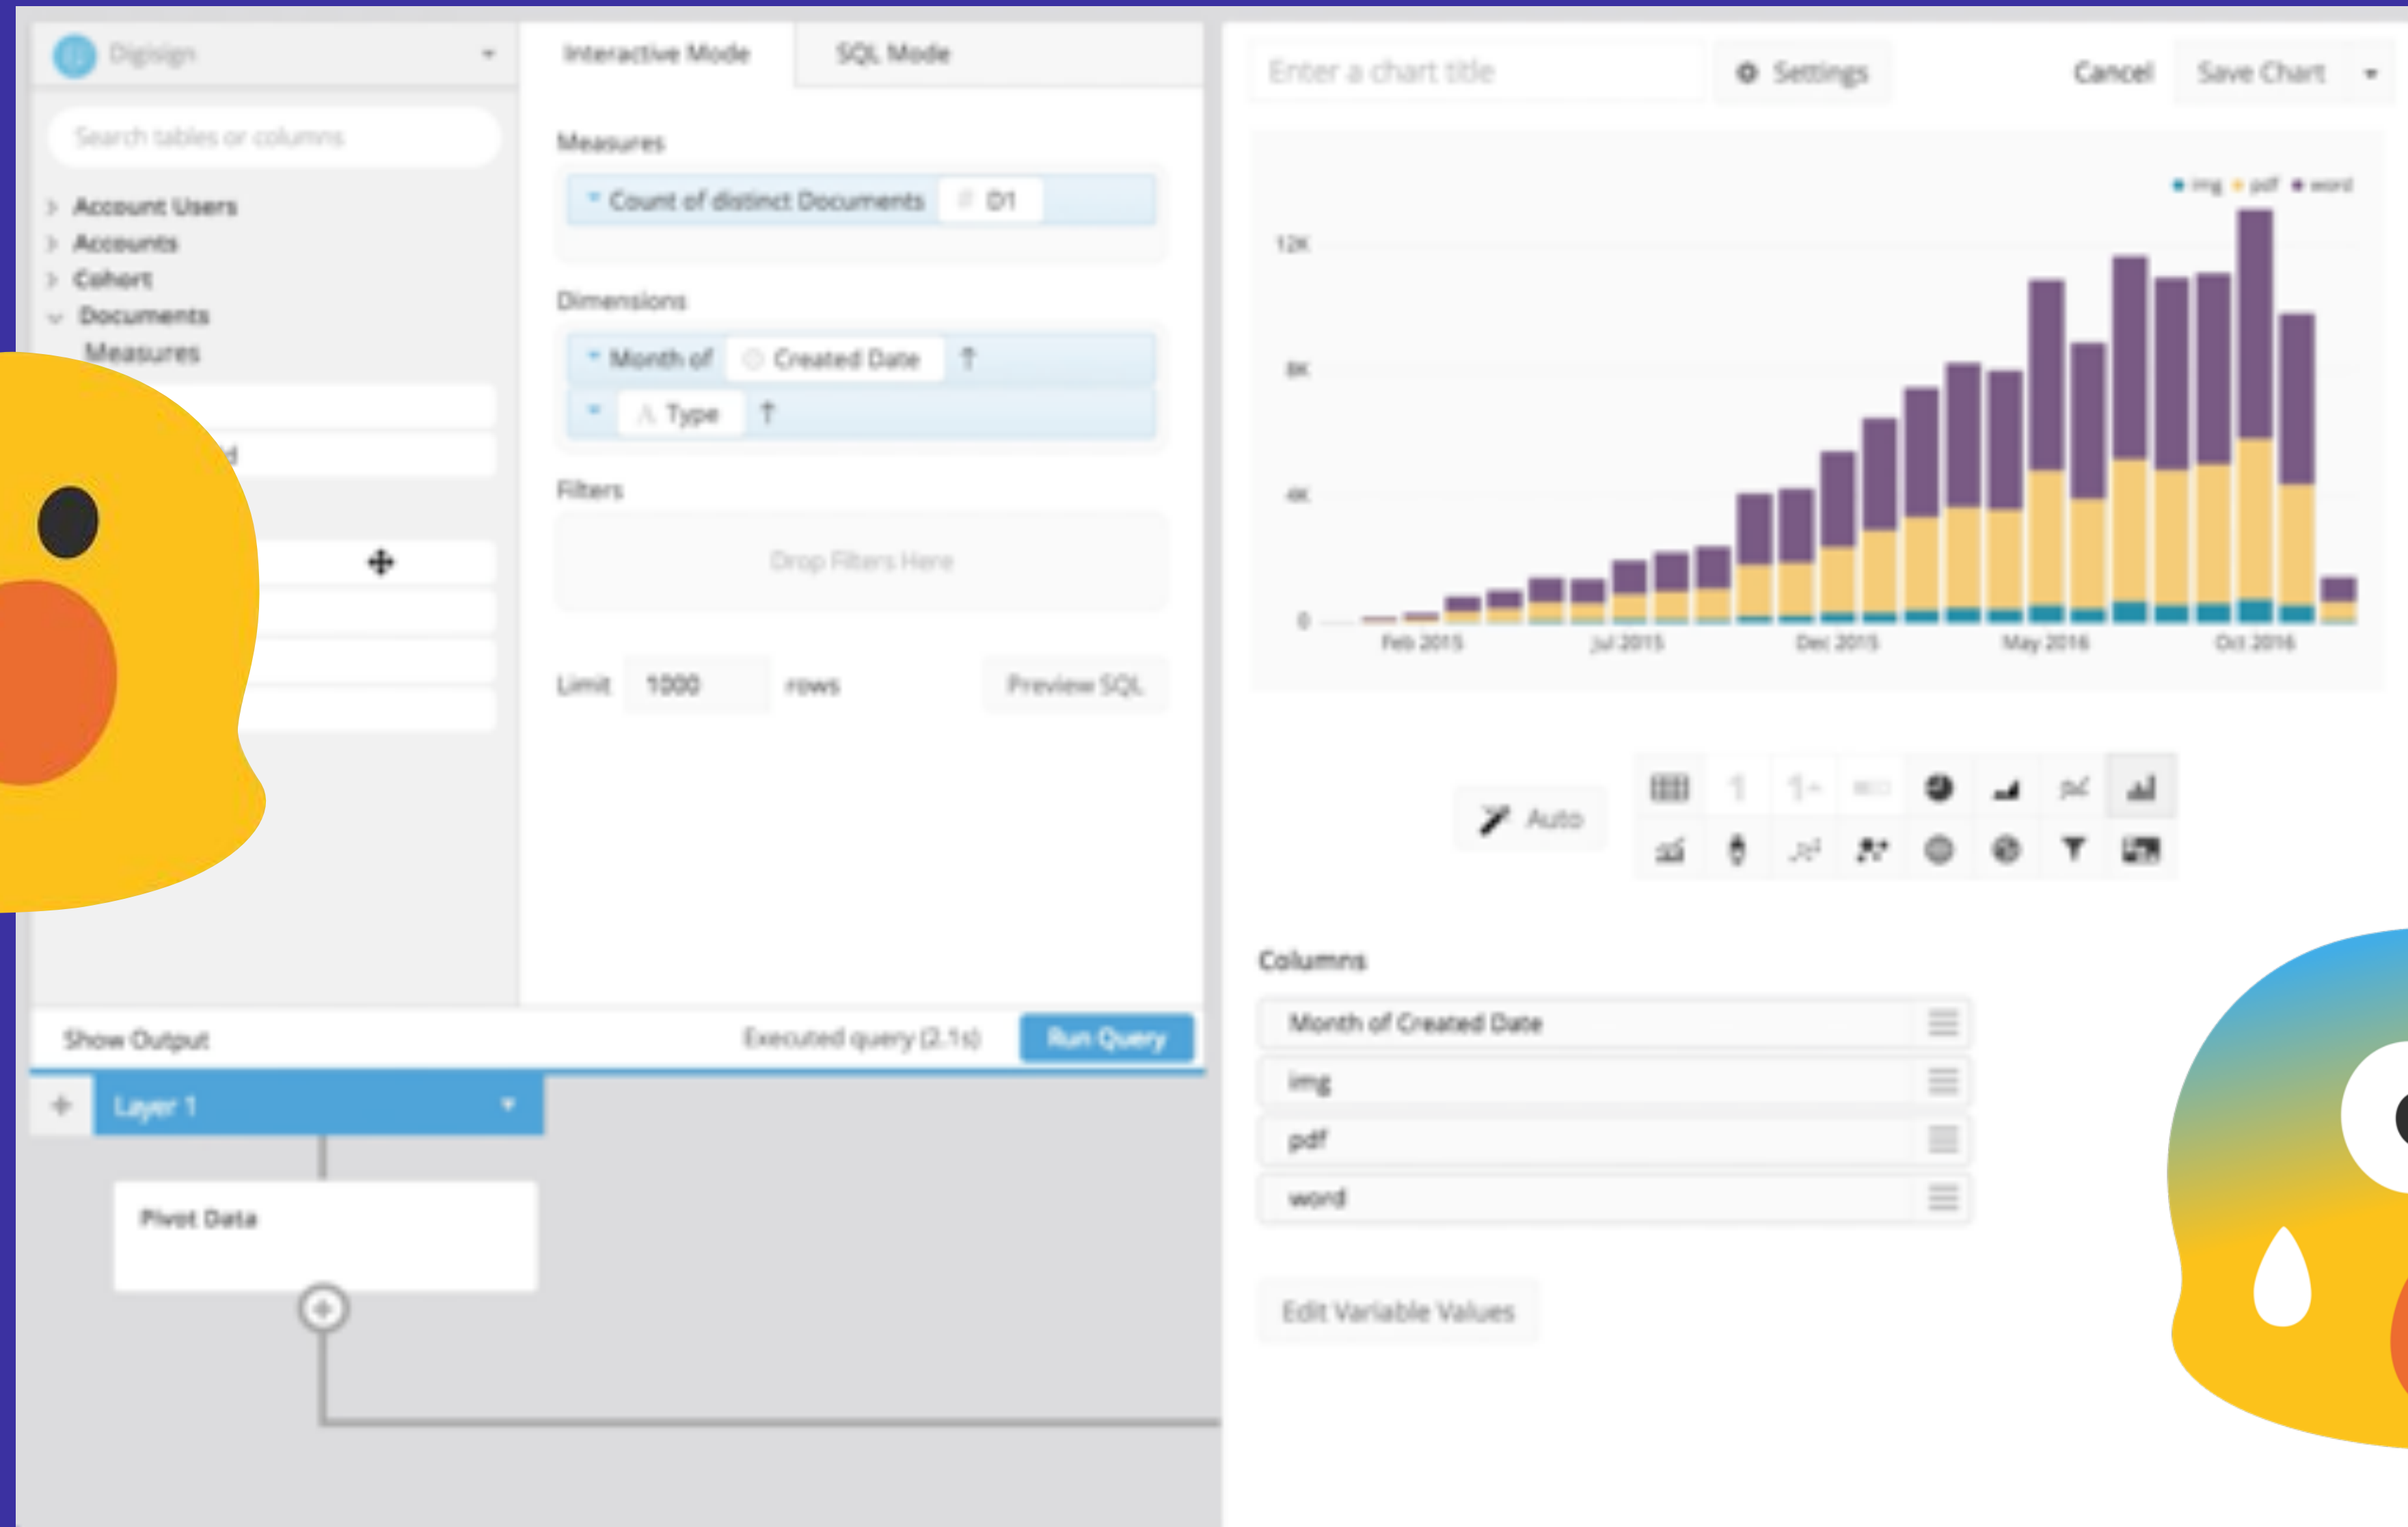 Digisign
Search tables or columns
Account Users
Accounts
Cohort
Documents
Measures
d
Interactive Mode
SQL Mode
Measures
Count of distinct Documents
# D1
Dimensions
Month of
Created Date ↑
A Type ↑
Filters
Drop Filters Here
Limit 1000 rows
Preview SQL
Show Output
Executed query (2.1s)
Run Query
+ Layer 1
Pivot Data
Enter a chart title
Settings
Cancel
Save Chart
img pdf word
12K
8K
4K
0
Feb 2015
Jul 2015
Dec 2015
May 2016
Oct 2016
Auto
1
1
Columns
Month of Created Date
img
pdf
word
Edit Variable Values